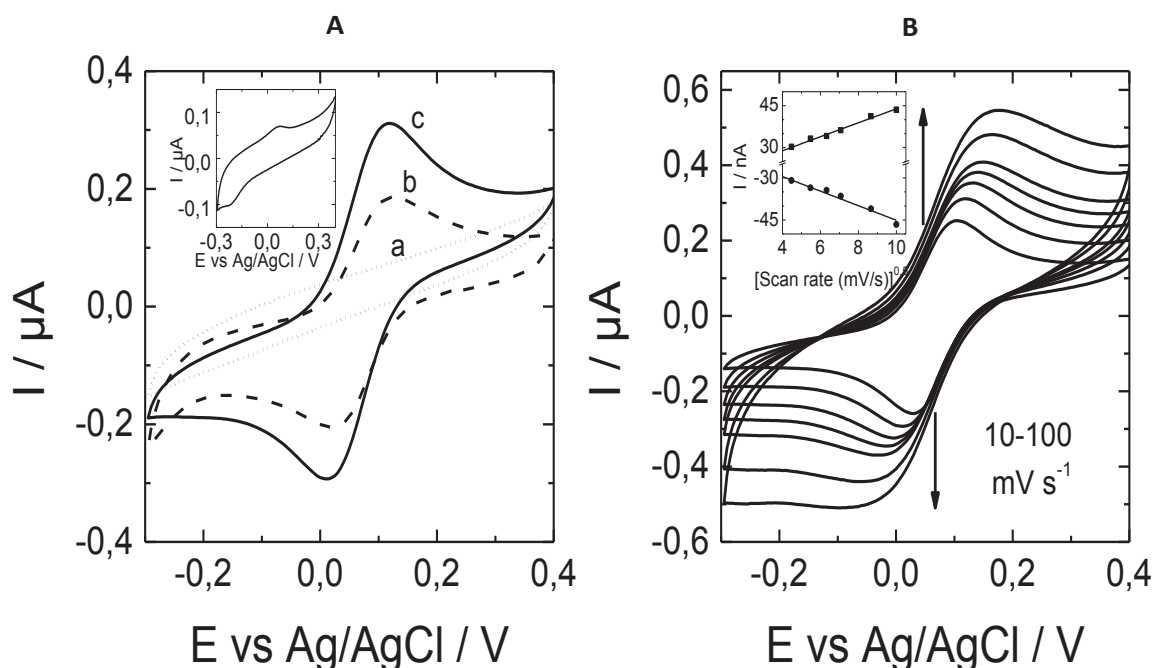 A
0,4
0,2
0,0
-0,2
-0,4
I / µA
-0,2
0,0
0,2
0,4
E vs Ag/AgCl / V
c
b
a
0,1
0,0
-0,1
I / µA
-0,3
0,0
0,3
E vs Ag/AgCl / V
B
0,6
0,4
0,2
0,0
-0,2
-0,4
-0,6
I / µA
-0,2
0,0
0,2
0,4
E vs Ag/AgCl / V
45
30
-30
-45
I / nA
4
6
8
10
[Scan rate (mV/s)]
10-100
mV s⁻¹